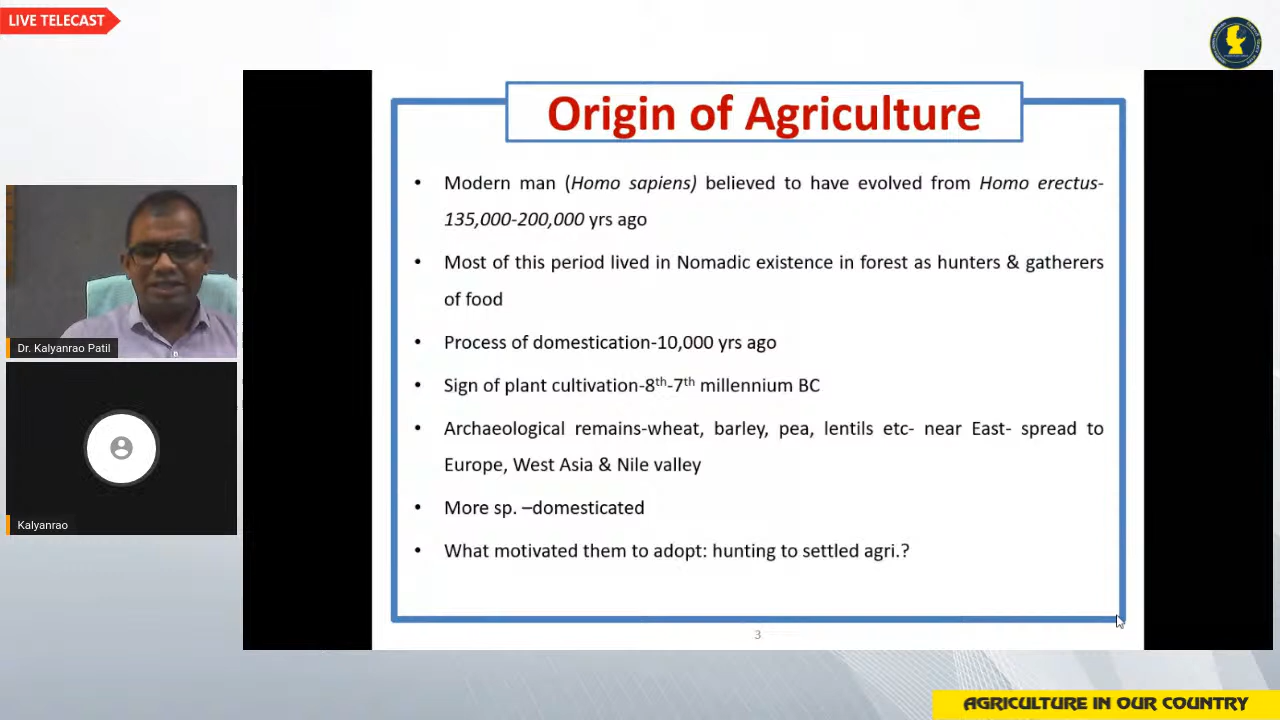 LIVE TELECAST
Origin of Agriculture
• Modern man (Homo sapiens) believed to have evolved from Homo erectus-
135,000-200,000 yrs ago
• Most of this period lived in Nomadic existence in forest as hunters & gatherers
of food
• Process of domestication-10,000 yrs ago
• Sign of plant cultivation-8th-7th millennium BC
• Archaeological remains-wheat, barley, pea, lentils etc- near East- spread to
Europe, West Asia & Nile valley
• More sp. –domesticated
• What motivated them to adopt: hunting to settled agri.?
3
Dr. Kalyanrao Patil
Kalyanrao
AGRICULTURE IN OUR COUNTRY